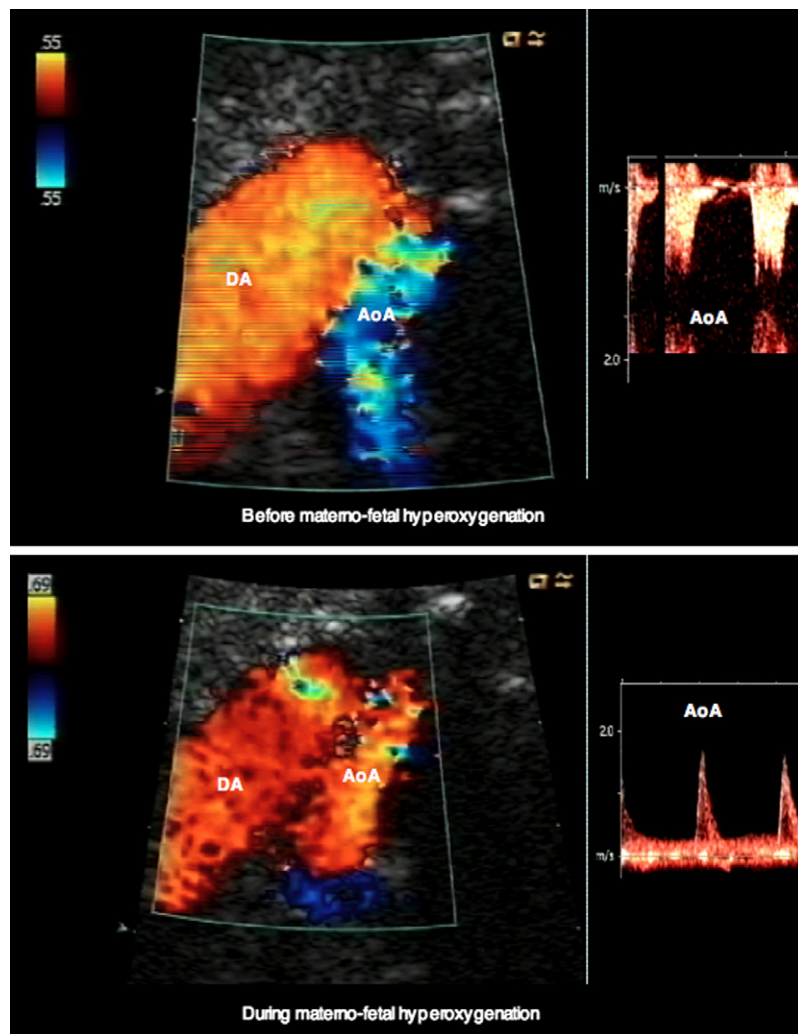 .55
.55
DA
AoA
m/s
AoA
2.0
Before materno-fetal hyperoxygenation
.69
.69
DA
AoA
AoA
2.0
m/s
During materno-fetal hyperoxygenation